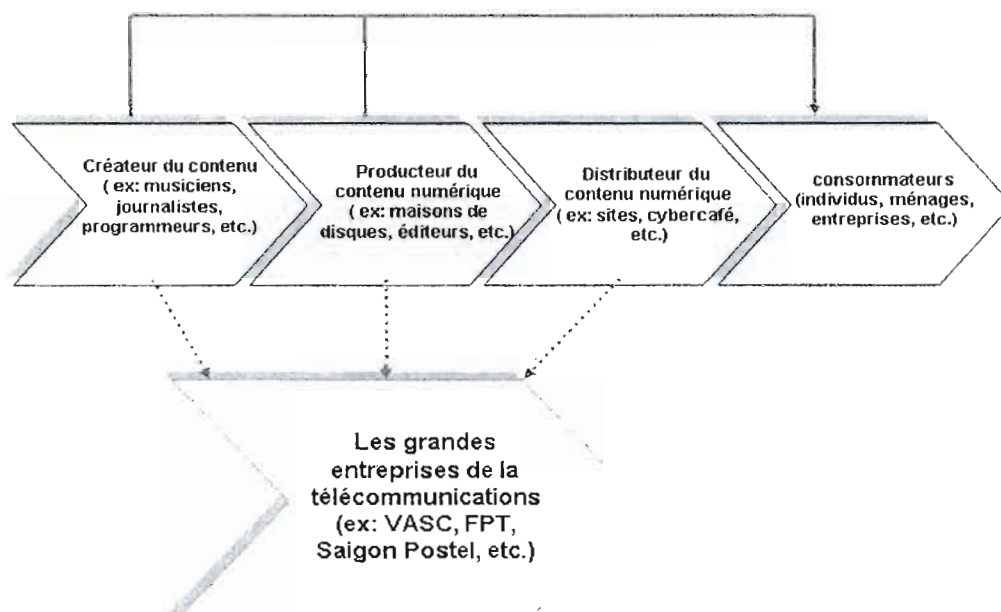 Créateur du contenu
( ex: musiciens,
journalistes,
programmeurs, etc.)
Producteur du
contenu numérique
( ex: maisons de
disques, éditeurs, etc.)
Distributeur du
contenu numérique
( ex: sites, cybercafé,
etc.)
consommateurs
(individus, ménages,
entreprises, etc.)
Les grandes
entreprises de la
télécommunications
(ex: VASC, FPT,
Saigon Postel, etc.)